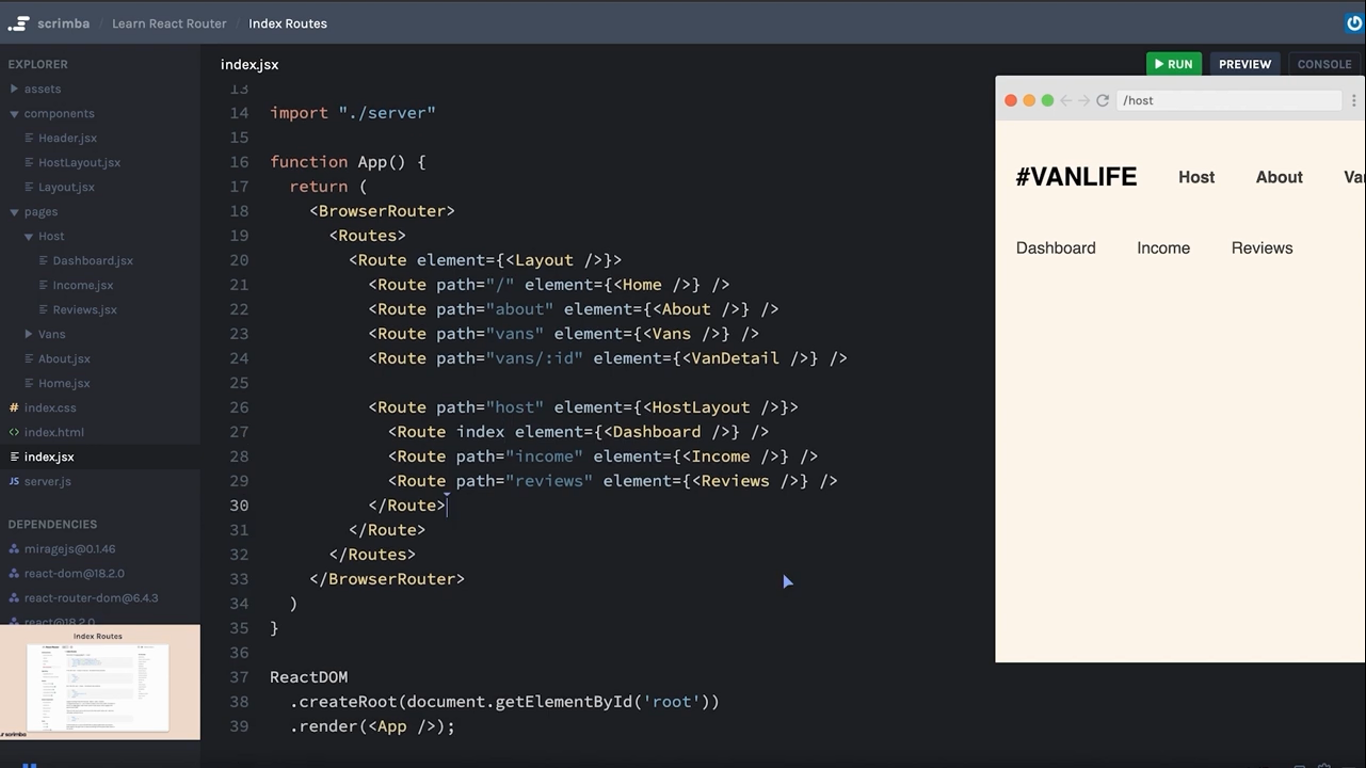 scrimba / Learn React Router / Index Routes
EXPLORER
assets
components
Header.jsx
HostLayout.jsx
Layout.jsx
pages
Host
Dashboard.jsx
Income.jsx
Reviews.jsx
Vans
About.jsx
Home.jsx
# index.css
<> index.html
index.jsx
JS server.js
DEPENDENCIES
miragejs@0.1.46
react-dom@18.2.0
react-router-dom@6.4.3
react@18.2.0
Index Routes
scrimba
index.jsx
13
14 import "./server"
15
16 function App() {
17 return (
18 <BrowserRouter>
19 <Routes>
20 <Route element={<Layout />}>
21 <Route path="/" element={<Home />} />
22 <Route path="about" element={<About />} />
23 <Route path="vans" element={<Vans />} />
24 <Route path="vans/:id" element={<VanDetail />} />
25
26 <Route path="host" element={<HostLayout />}>
27 <Route index element={<Dashboard />} />
28 <Route path="income" element={<Income />} />
29 <Route path="reviews" element={<Reviews />} />
30 </Route>
31 </Route>
32 </Routes>
33 </BrowserRouter>
34 )
35 }
36
37 ReactDOM
38 .createRoot(document.getElementById('root'))
39 .render(<App />);
RUN PREVIEW CONSOLE
/host
#VANLIFE Host About Va
Dashboard Income Reviews